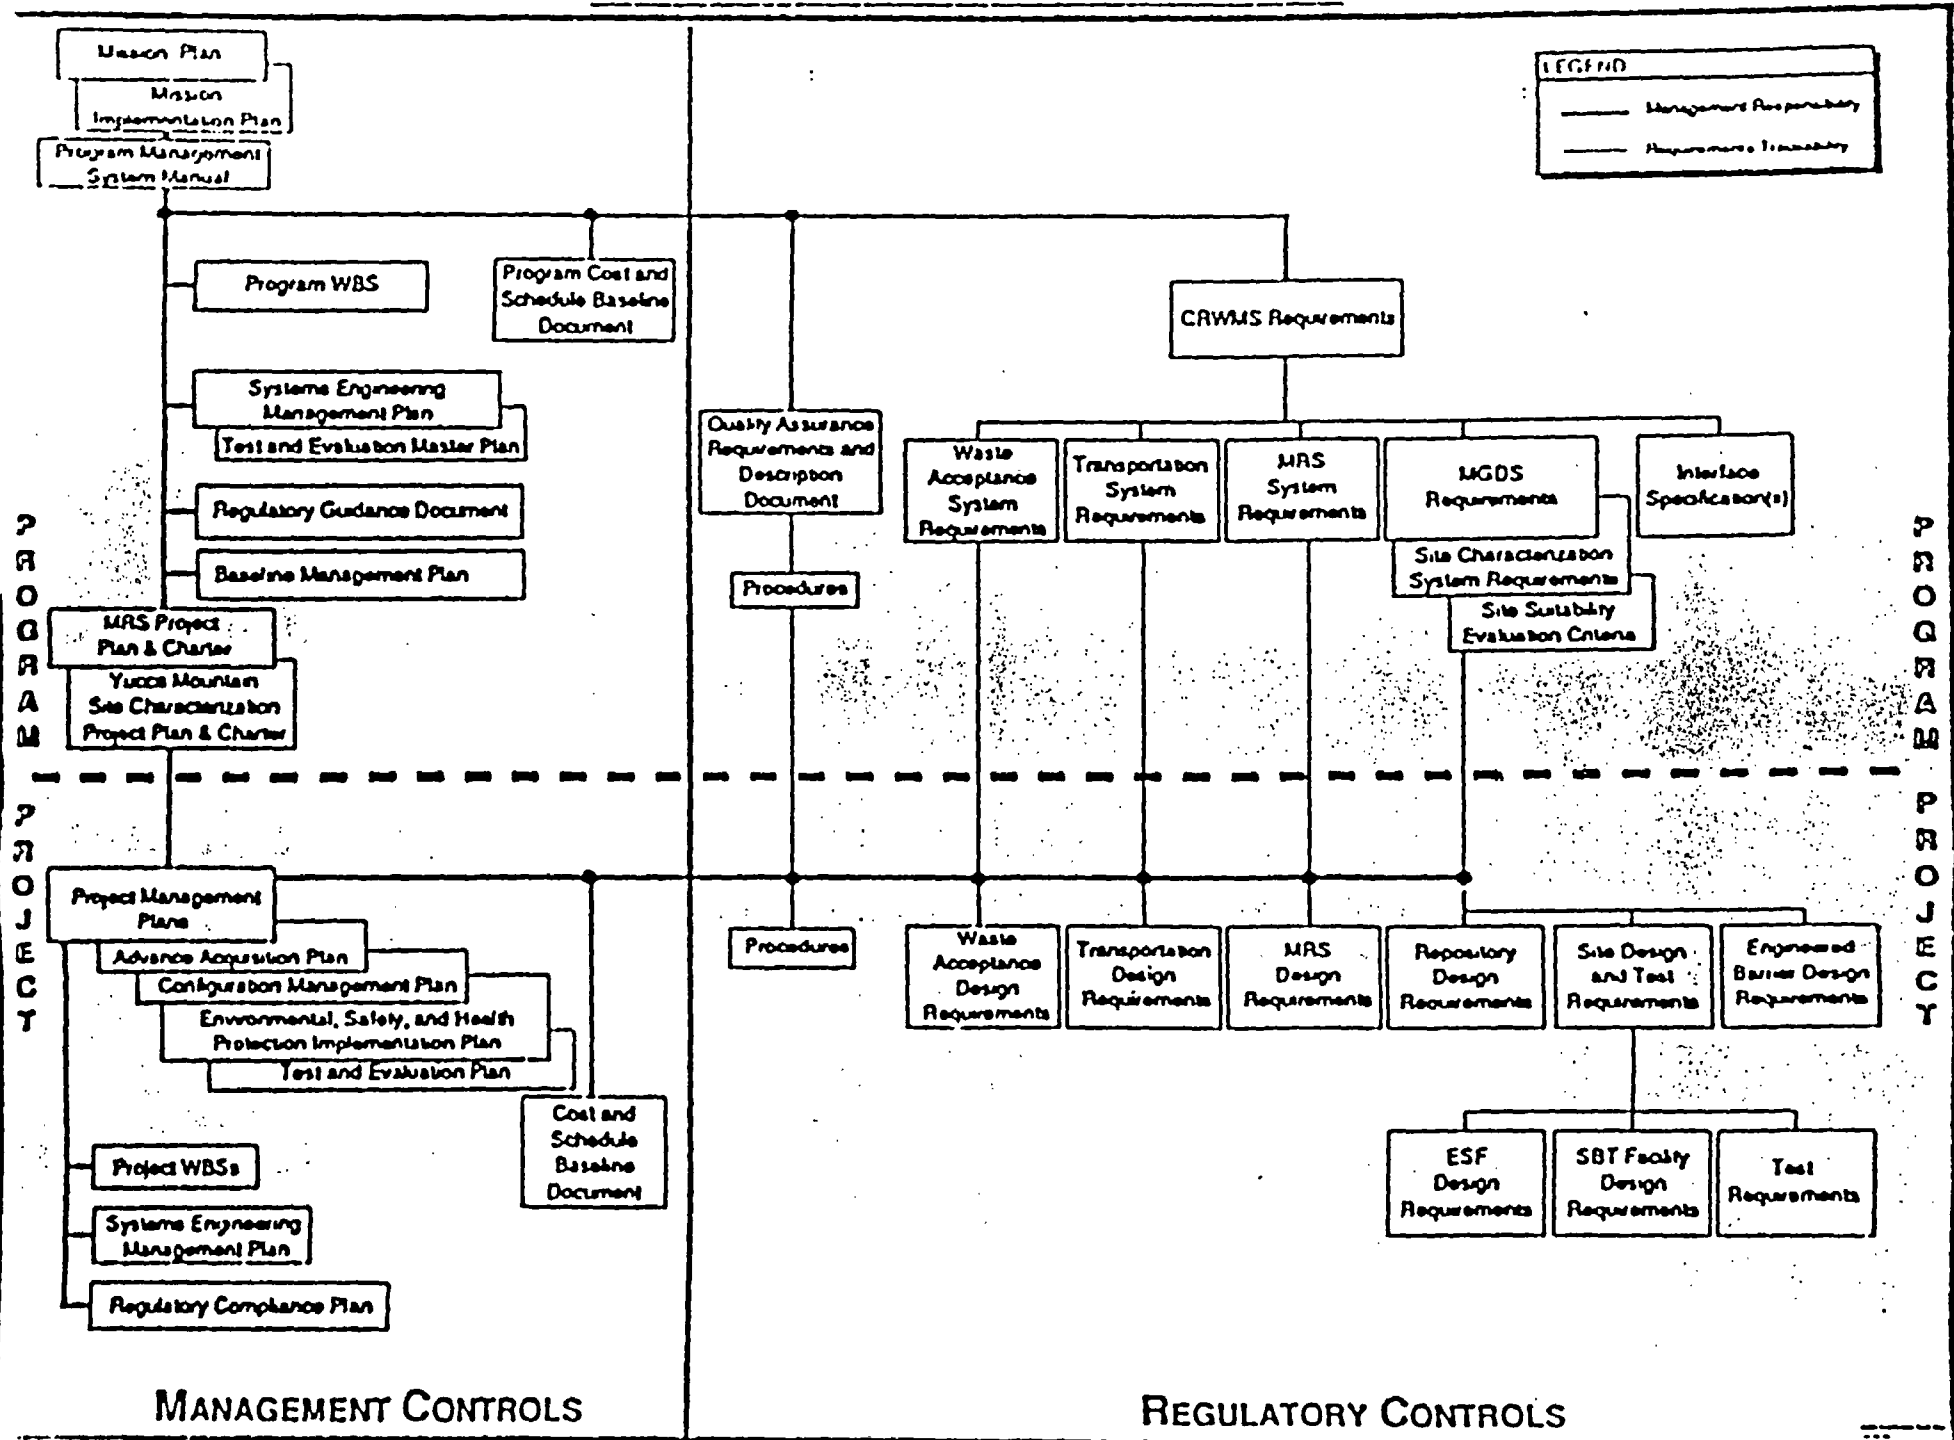 Mission Plan
Mission
Implementation Plan
Program Management
System Manual
LEGEND
Management Responsibility
Requirements Traceability
Program WBS
Program Cost and
Schedule Baseline
Document
CRWMS Requirements
Systems Engineering
Management Plan
Test and Evaluation Master Plan
Regulatory Guidance Document
Baseline Management Plan
MRS Project
Plan & Charter
Yucca Mountain
Site Characterization
Project Plan & Charter
Quality Assurance
Requirements and
Description
Document
Procedures
Waste
Acceptance
System
Requirements
Transportation
System
Requirements
MRS
System
Requirements
MGDS
Requirements
Site Characterization
System Requirements
Site Suitability
Evaluation Criteria
Interface
Specification(s)
PROGRAM
PROGRAM
PROJECT
PROJECT
Project Management
Plans
Advance Acquisition Plan
Configuration Management Plan
Environmental, Safety, and Health
Protection Implementation Plan
Test and Evaluation Plan
Cost and
Schedule
Baseline
Document
Project WBSs
Systems Engineering
Management Plan
Regulatory Compliance Plan
Procedures
Waste
Acceptance
Design
Requirements
Transportation
Design
Requirements
MRS
Design
Requirements
Repository
Design
Requirements
Site Design
and Test
Requirements
Engineered
Barrier Design
Requirements
ESF
Design
Requirements
SBT Facility
Design
Requirements
Test
Requirements
MANAGEMENT CONTROLS
REGULATORY CONTROLS